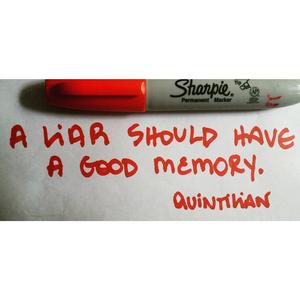 Sharpie
Permanent Marker
A LiAR SHOULD HAVE
A GOOD MEMORY.
QUINTILIAN